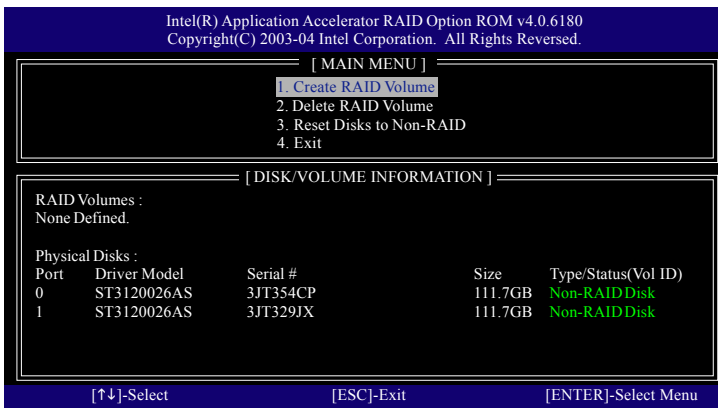 Intel(R) Application Accelerator RAID Option ROM v4.0.6180
Copyright(C) 2003-04 Intel Corporation. All Rights Reversed.
[ MAIN MENU ]
1. Create RAID Volume
2. Delete RAID Volume
3. Reset Disks to Non-RAID
4. Exit
[ DISK/VOLUME INFORMATION ]
RAID Volumes :
None Defined.
Physical Disks :
Port Driver Model Serial # Size Type/Status(Vol ID)
0 ST3120026AS 3JT354CP 111.7GB Non-RAID Disk
1 ST3120026AS 3JT329JX 111.7GB Non-RAID Disk
[↑↓]-Select [ESC]-Exit [ENTER]-Select Menu